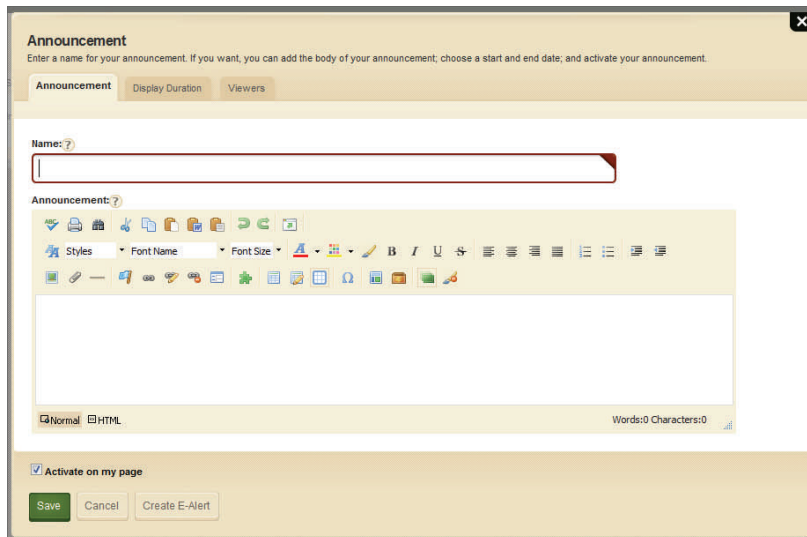 Announcement
Enter a name for your announcement. If you want, you can add the body of your announcement; choose a start and end date; and activate your announcement.
Announcement Display Duration Viewers
Name: ?
Announcement: ?
ABC
Styles Font Name Font Size A B I U S
Ω
Normal HTML Words:0 Characters:0
Activate on my page
Save Cancel Create E-Alert